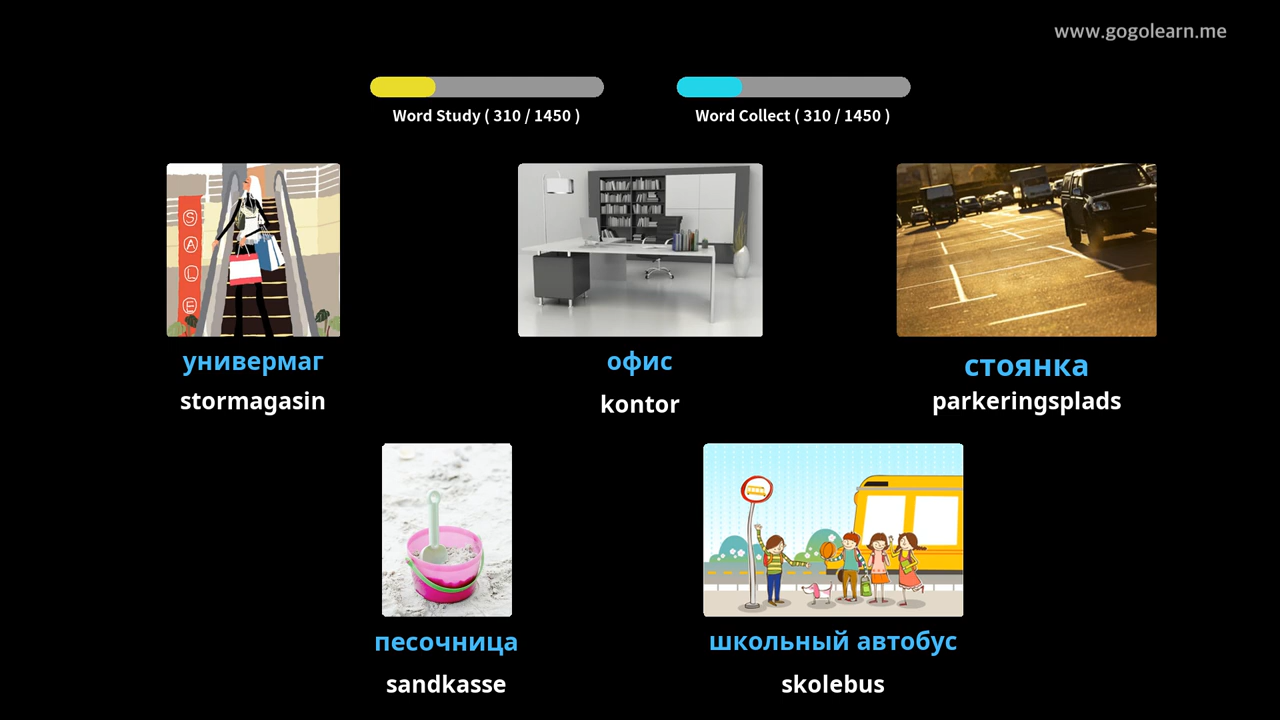 www.gogolearn.me
Word Study ( 310 / 1450 )
Word Collect ( 310 / 1450 )
S
A
L
E
универмаг
stormagasin
офис
kontor
стоянка
parkeringsplads
песочница
sandkasse
школьный автобус
skolebus